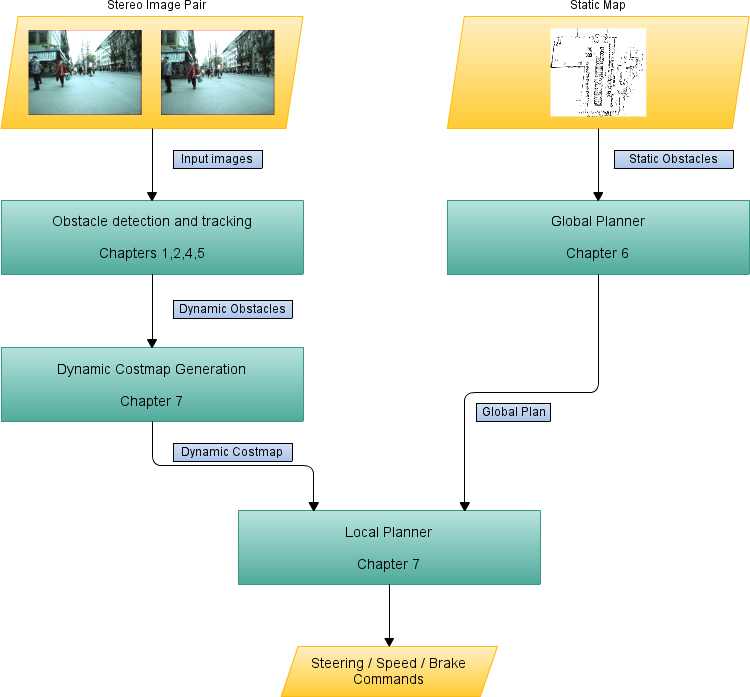 Stereo Image Pair
Static Map
Input images
Static Obstacles
Obstacle detection and tracking
Chapters 1,2,4,5
Global Planner
Chapter 6
Dynamic Obstacles
Dynamic Costmap Generation
Chapter 7
Global Plan
Dynamic Costmap
Local Planner
Chapter 7
Steering / Speed / Brake
Commands